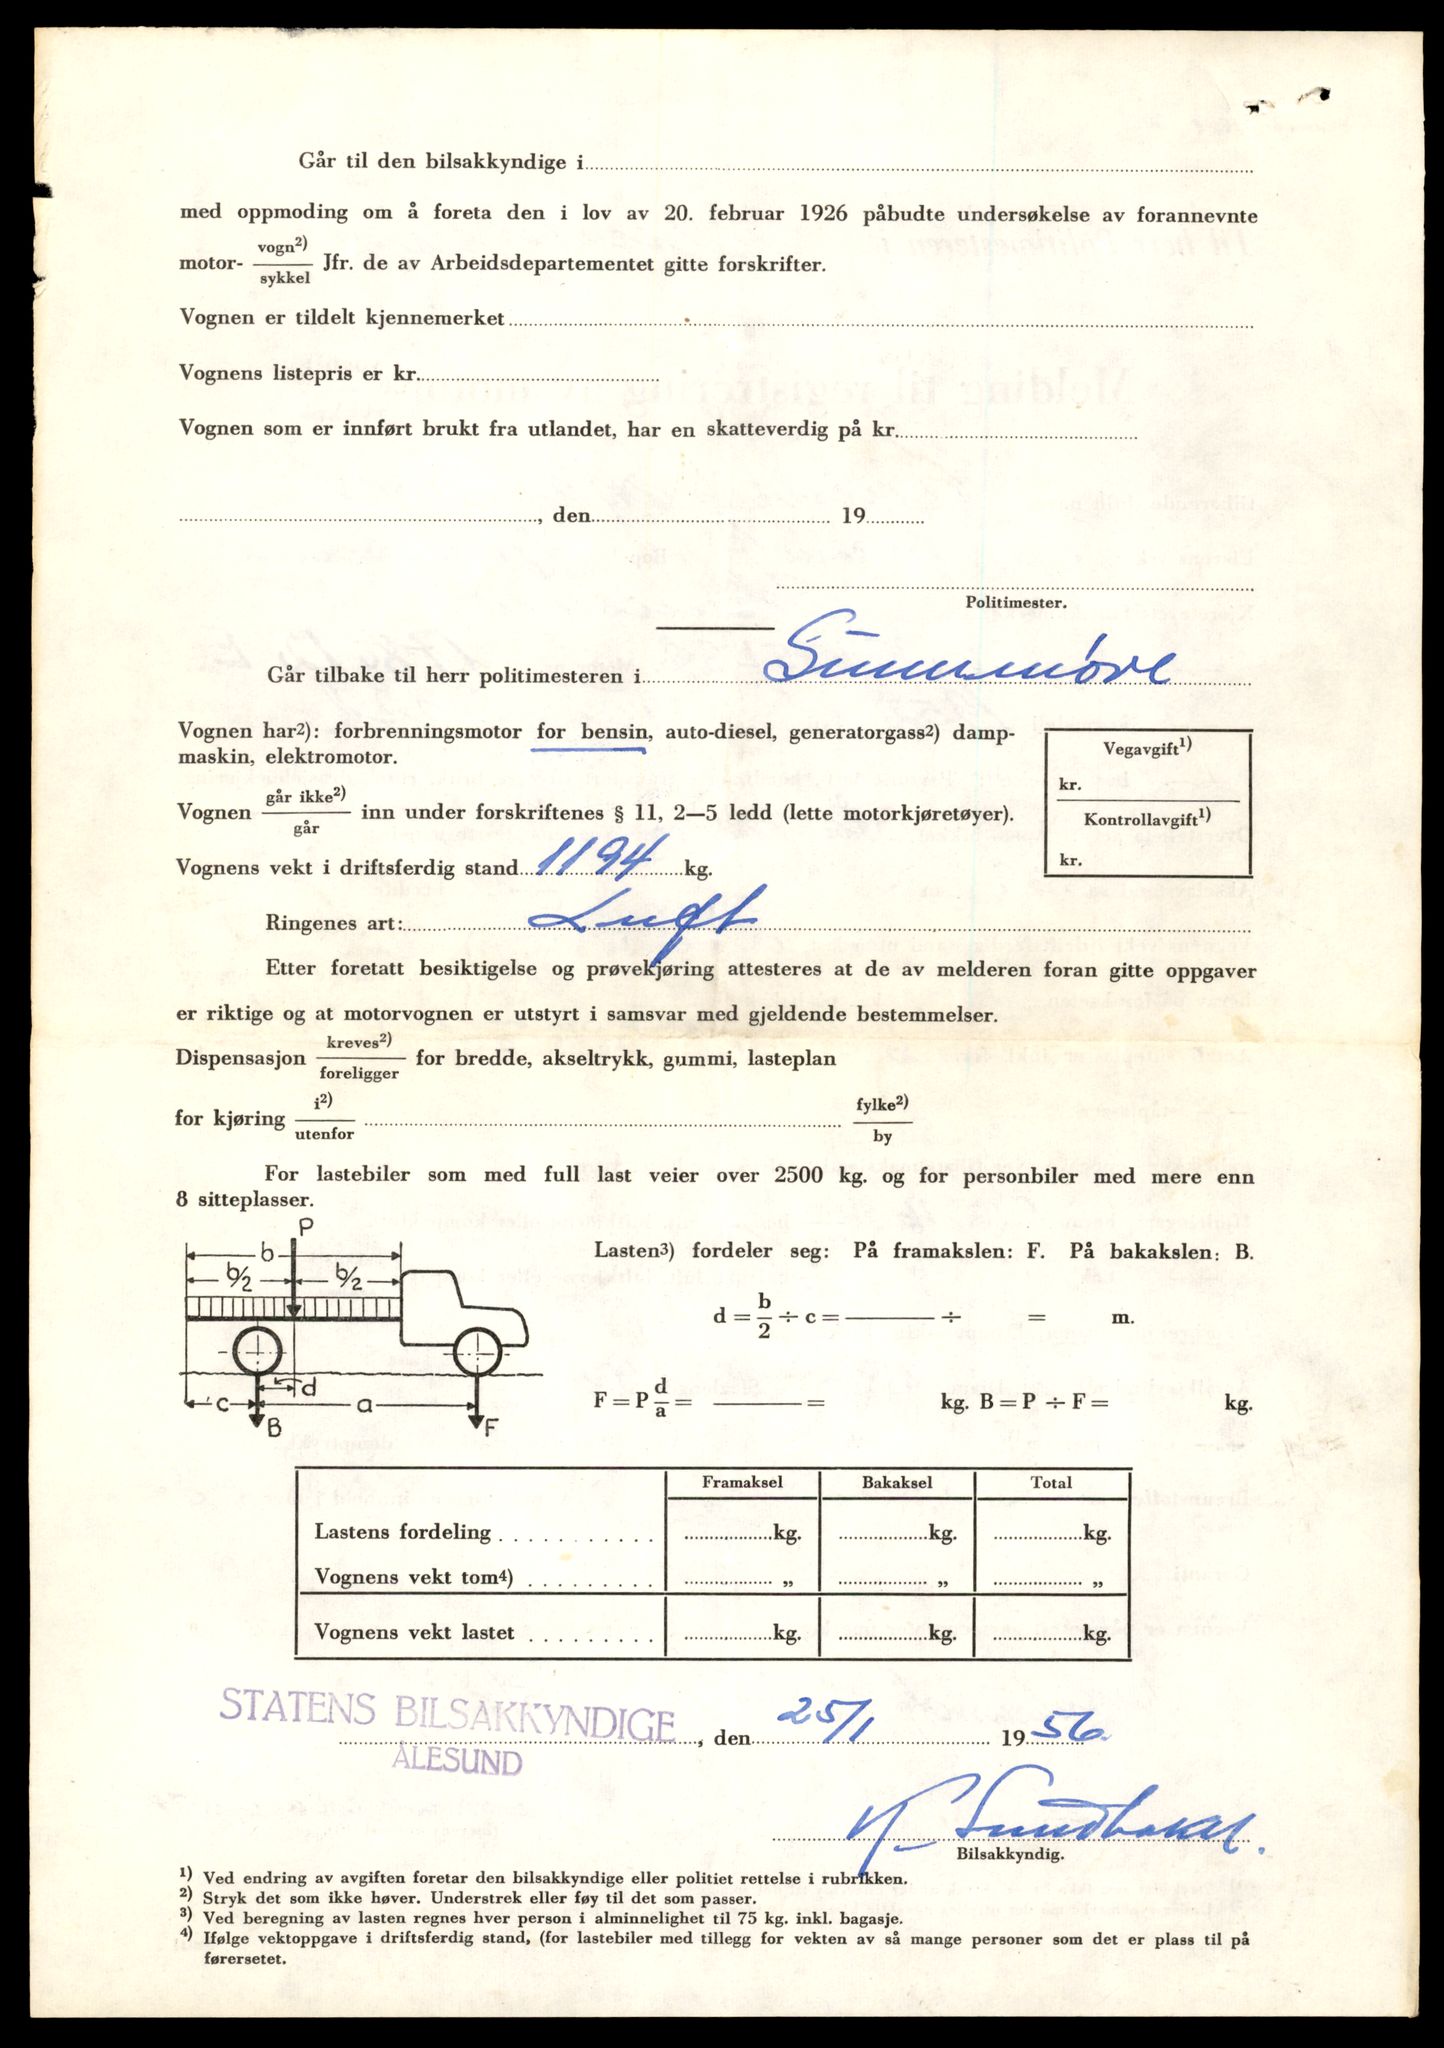 Går til den bilsakkyndige i
med oppmoding om å foreta den i lov av 20. februar 1926 påbudte undersøkelse av forannevnte
motor- vogn2) / sykkel Jfr. de av Arbeidsdepartementet gitte forskrifter.
Vognen er tildelt kjennemerket
Vognens listepris er kr.
Vognen som er innført brukt fra utlandet, har en skatteverdig på kr.
, den 19
Politimester.
Går tilbake til herr politimesteren i Sunnmøre
Vognen har2): forbrenningsmotor for bensin, auto-diesel, generatorgass2) damp-
maskin, elektromotor.
Vegavgift1)
kr.
Kontrollavgift1)
kr.
Vognen går ikke2) / går inn under forskriftenes § 11, 2—5 ledd (lette motorkjøretøyer).
Vognens vekt i driftsferdig stand 1194 kg.
Ringenes art: Luft
Etter foretatt besiktigelse og prøvekjøring attesteres at de av melderen foran gitte oppgaver
er riktige og at motorvognen er utstyrt i samsvar med gjeldende bestemmelser.
Dispensasjon kreves2) / foreligger for bredde, akseltrykk, gummi, lasteplan
for kjøring i2) / utenfor fylke2) / by
For lastebiler som med full last veier over 2500 kg. og for personbiler med mere enn
8 sitteplasser.
P
b
b/2 b/2
c d a
B F
Lasten3) fordeler seg: På framakslen: F. På bakakslen: B.
d = b/2 ÷ c = ——— ÷ = m.
F = P d/a = ——— = kg. B = P ÷ F = kg.
Framaksel Bakaksel Total
Lastens fordeling kg. kg. kg.
Vognens vekt tom4) „ „ „
Vognens vekt lastet kg. kg. kg.
STATENS BILSAKKYNDIGE
ÅLESUND
, den 25/1 1956.
Sundbakk.
Bilsakkyndig.
1) Ved endring av avgiften foretar den bilsakkyndige eller politiet rettelse i rubrikken.
2) Stryk det som ikke høver. Understrek eller føy til det som passer.
3) Ved beregning av lasten regnes hver person i alminnelighet til 75 kg. inkl. bagasje.
4) Ifølge vektoppgave i driftsferdig stand, (for lastebiler med tillegg for vekten av så mange personer som det er plass til på
førersetet.